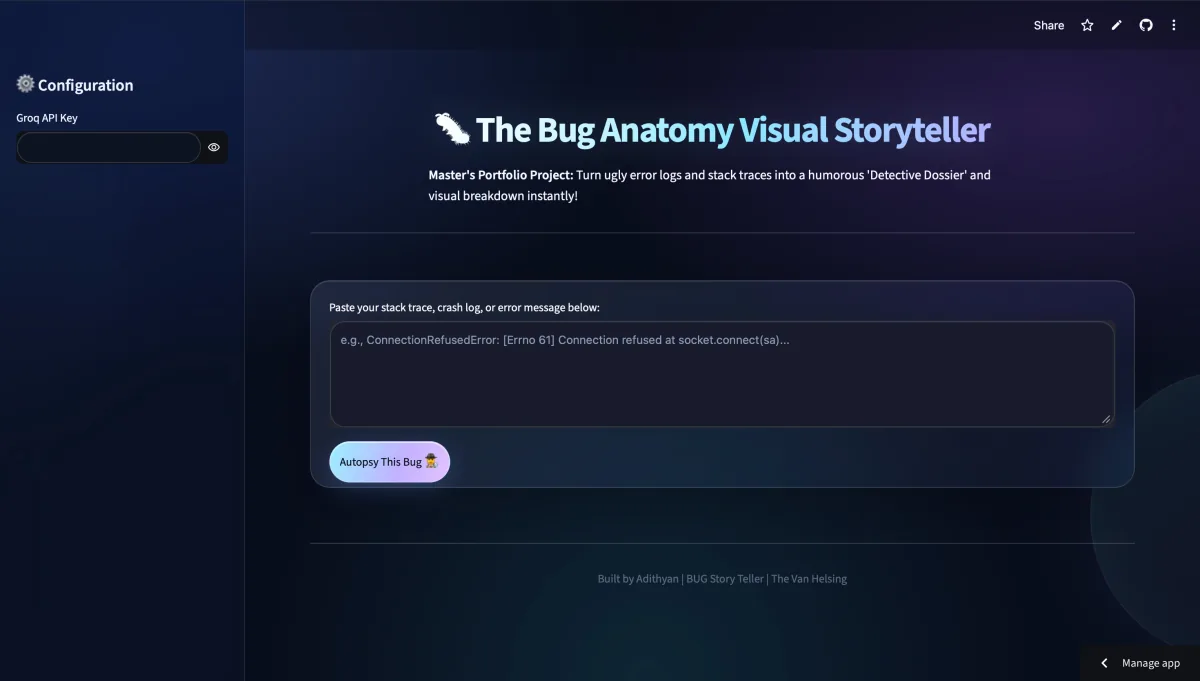 Share
Configuration
Groq API Key
The Bug Anatomy Visual Storyteller
Master's Portfolio Project: Turn ugly error logs and stack traces into a humorous 'Detective Dossier' and
visual breakdown instantly!
Paste your stack trace, crash log, or error message below:
e.g., ConnectionRefusedError: [Errno 61] Connection refused at socket.connect(sa)...
Autopsy This Bug
Built by Adithyan | BUG Story Teller | The Van Helsing
Manage app